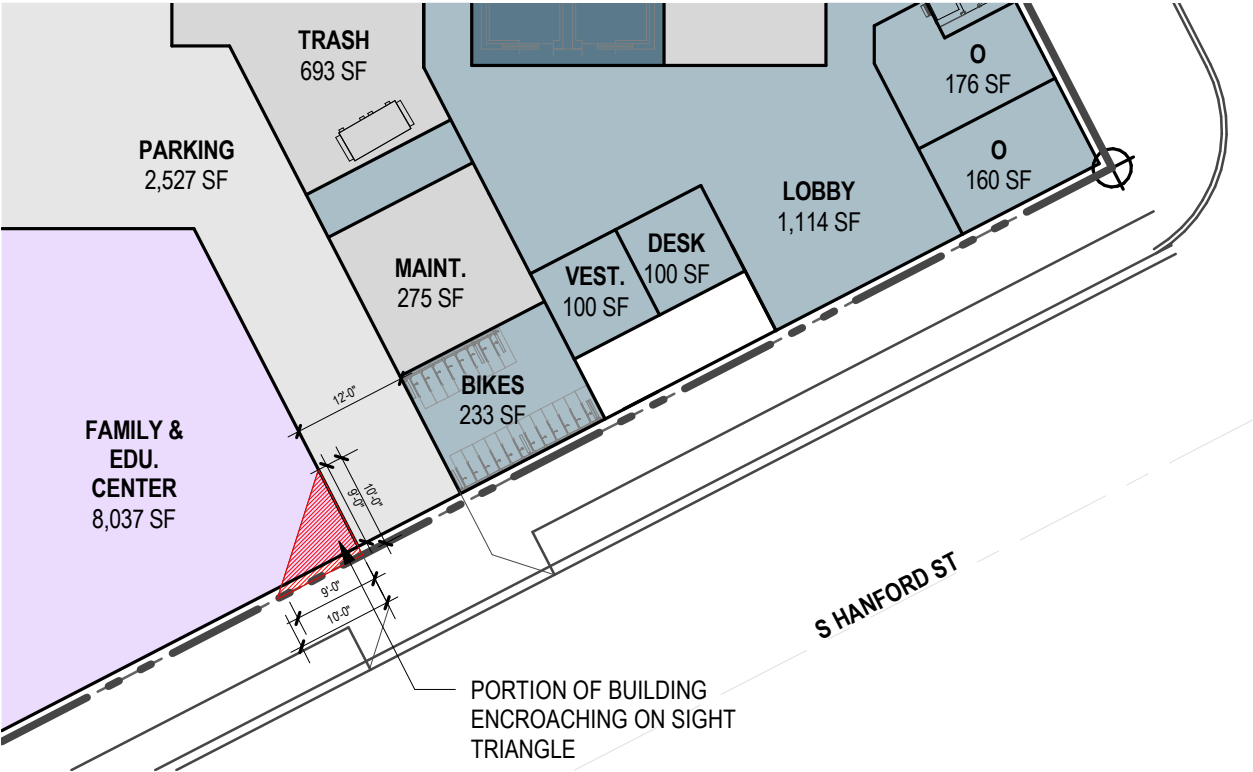 TRASH
693 SF
O
176 SF
PARKING
2,527 SF
O
160 SF
LOBBY
1,114 SF
DESK
100 SF
MAINT.
275 SF
VEST.
100 SF
BIKES
233 SF
12'-0"
FAMILY &
EDU.
CENTER
8,037 SF
10'-0"
9'-0"
9'-0"
10'-0"
S HANFORD ST
PORTION OF BUILDING
ENCROACHING ON SIGHT
TRIANGLE